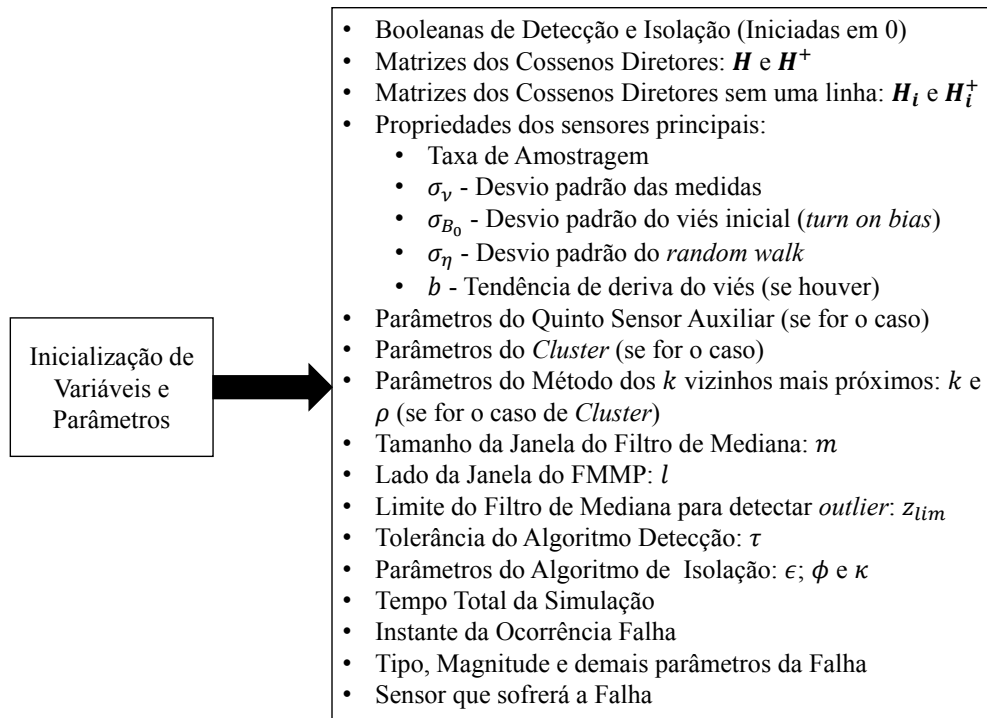 Inicialização de
Variáveis e
Parâmetros
• Booleanas de Detecção e Isolação (Iniciadas em 0)
• Matrizes dos Cossenos Diretores: H e H⁺
• Matrizes dos Cossenos Diretores sem uma linha: Hᵢ e Hᵢ⁺
• Propriedades dos sensores principais:
• Taxa de Amostragem
• σ_ν - Desvio padrão das medidas
• σ_B₀ - Desvio padrão do viés inicial (turn on bias)
• σ_η - Desvio padrão do random walk
• b - Tendência de deriva do viés (se houver)
• Parâmetros do Quinto Sensor Auxiliar (se for o caso)
• Parâmetros do Cluster (se for o caso)
• Parâmetros do Método dos k vizinhos mais próximos: k e
ρ (se for o caso de Cluster)
• Tamanho da Janela do Filtro de Mediana: m
• Lado da Janela do FMMP: l
• Limite do Filtro de Mediana para detectar outlier: z_lim
• Tolerância do Algoritmo Detecção: τ
• Parâmetros do Algoritmo de Isolação: ϵ; ϕ e κ
• Tempo Total da Simulação
• Instante da Ocorrência Falha
• Tipo, Magnitude e demais parâmetros da Falha
• Sensor que sofrerá a Falha